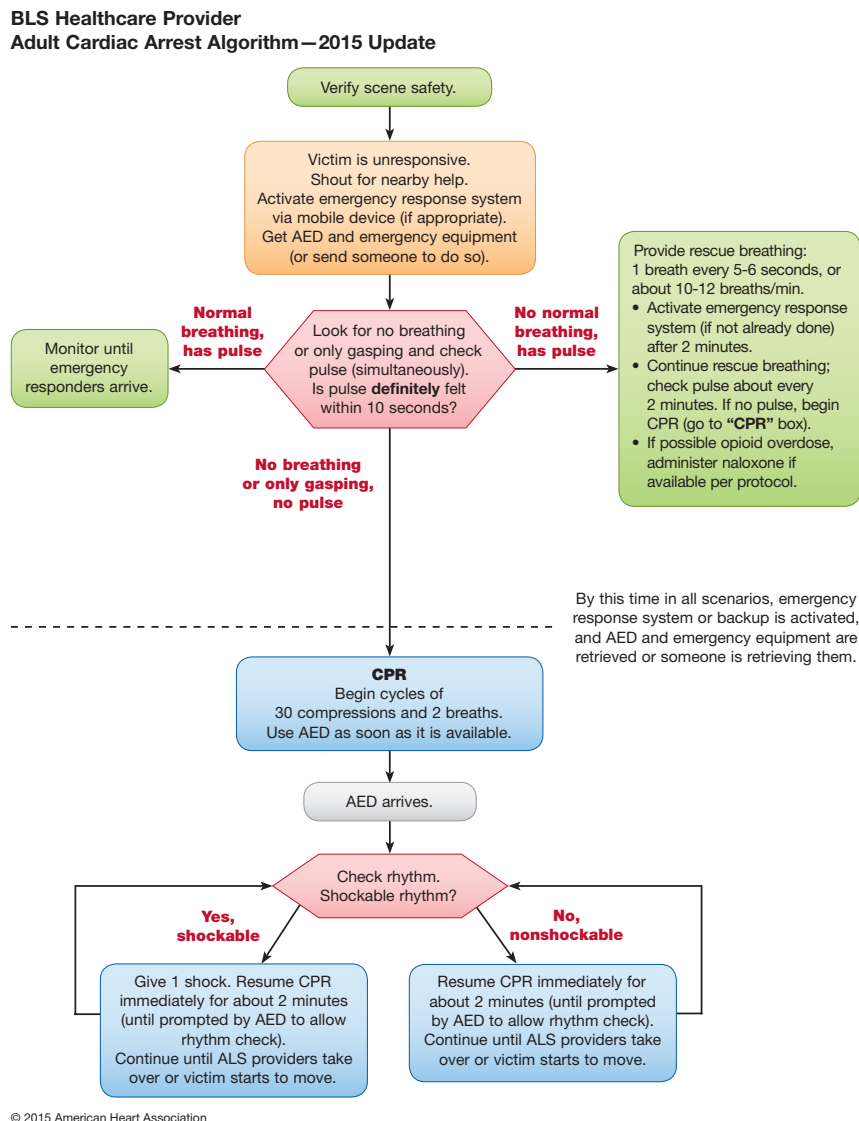 BLS Healthcare Provider
Adult Cardiac Arrest Algorithm—2015 Update
Verify scene safety.
Victim is unresponsive.
Shout for nearby help.
Activate emergency response system
via mobile device (if appropriate).
Get AED and emergency equipment
(or send someone to do so).
Normal
breathing,
has pulse
Monitor until
emergency
responders arrive.
Look for no breathing
or only gasping and check
pulse (simultaneously).
Is pulse definitely felt
within 10 seconds?
No normal
breathing,
has pulse
Provide rescue breathing:
1 breath every 5-6 seconds, or
about 10-12 breaths/min.
• Activate emergency response
system (if not already done)
after 2 minutes.
• Continue rescue breathing;
check pulse about every
2 minutes. If no pulse, begin
CPR (go to “CPR” box).
• If possible opioid overdose,
administer naloxone if
available per protocol.
No breathing
or only gasping,
no pulse
By this time in all scenarios, emergency
response system or backup is activated,
and AED and emergency equipment are
retrieved or someone is retrieving them.
CPR
Begin cycles of
30 compressions and 2 breaths.
Use AED as soon as it is available.
AED arrives.
Check rhythm.
Shockable rhythm?
Yes,
shockable
No,
nonshockable
Give 1 shock. Resume CPR
immediately for about 2 minutes
(until prompted by AED to allow
rhythm check).
Continue until ALS providers take
over or victim starts to move.
Resume CPR immediately for
about 2 minutes (until prompted
by AED to allow rhythm check).
Continue until ALS providers take
over or victim starts to move.
© 2015 American Heart Association